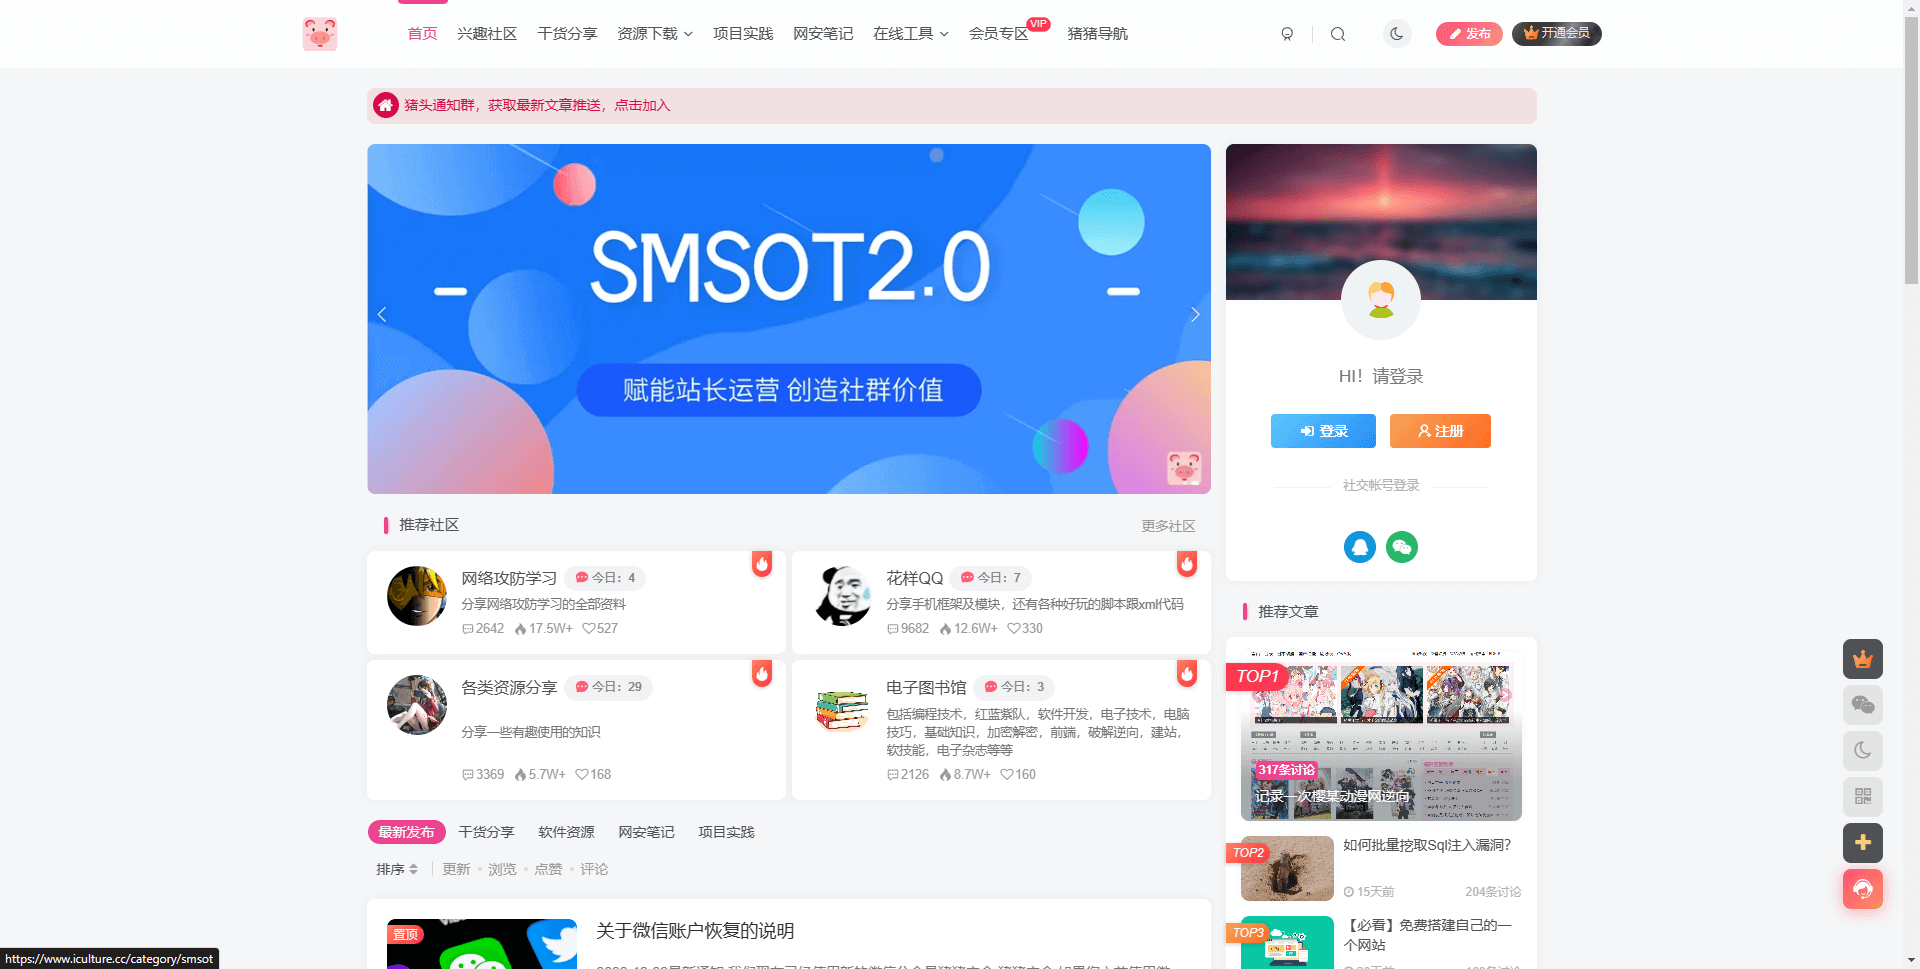 首页
兴趣社区
干货分享
资源下载
项目实践
网安笔记
在线工具
会员专区
VIP
猪猪导航
发布
开通会员
猪头通知群，获取最新文章推送，点击加入
SMSOT2.0
赋能站长运营 创造社群价值
HI！请登录
登录
注册
社交帐号登录
推荐社区
更多社区
网络攻防学习
今日：4
分享网络攻防学习的全部资料
2642 17.5W+ 527
花样QQ
今日：7
分享手机框架及模块，还有各种好玩的脚本跟xml代码
9682 12.6W+ 330
各类资源分享
今日：29
分享一些有趣使用的知识
3369 5.7W+ 168
电子图书馆
今日：3
包括编程技术，红蓝紫队，软件开发，电子技术，电脑
技巧，基础知识，加密解密，前端，破解逆向，建站，
软技能，电子杂志等等
2126 8.7W+ 160
推荐文章
TOP1
317条讨论
记录一次樱某动漫网逆向
TOP2
如何批量挖取Sql注入漏洞？
15天前
204条讨论
TOP3
【必看】免费搭建自己的一
个网站
最新发布
干货分享
软件资源
网安笔记
项目实践
排序
更新
浏览
点赞
评论
置顶
关于微信账户恢复的说明
https://www.iculture.cc/category/smsot